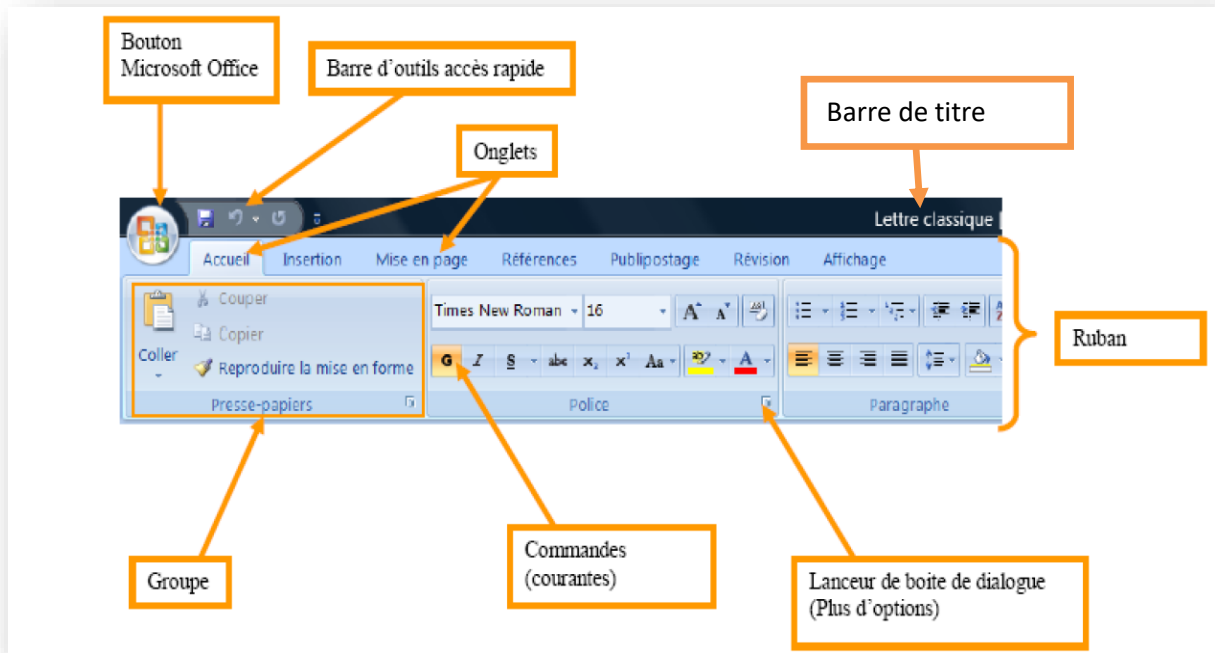 Bouton
Microsoft Office
Barre d'outils accès rapide
Barre de titre
Onglets
Lettre classique
Accueil Insertion Mise en page Références Publipostage Révision Affichage
Couper
Copier
Coller
Reproduire la mise en forme
Presse-papiers
Times New Roman 16
A A
G I S abc x₂ x² Aa A
Police
Paragraphe
Ruban
Groupe
Commandes
(courantes)
Lanceur de boite de dialogue
(Plus d'options)